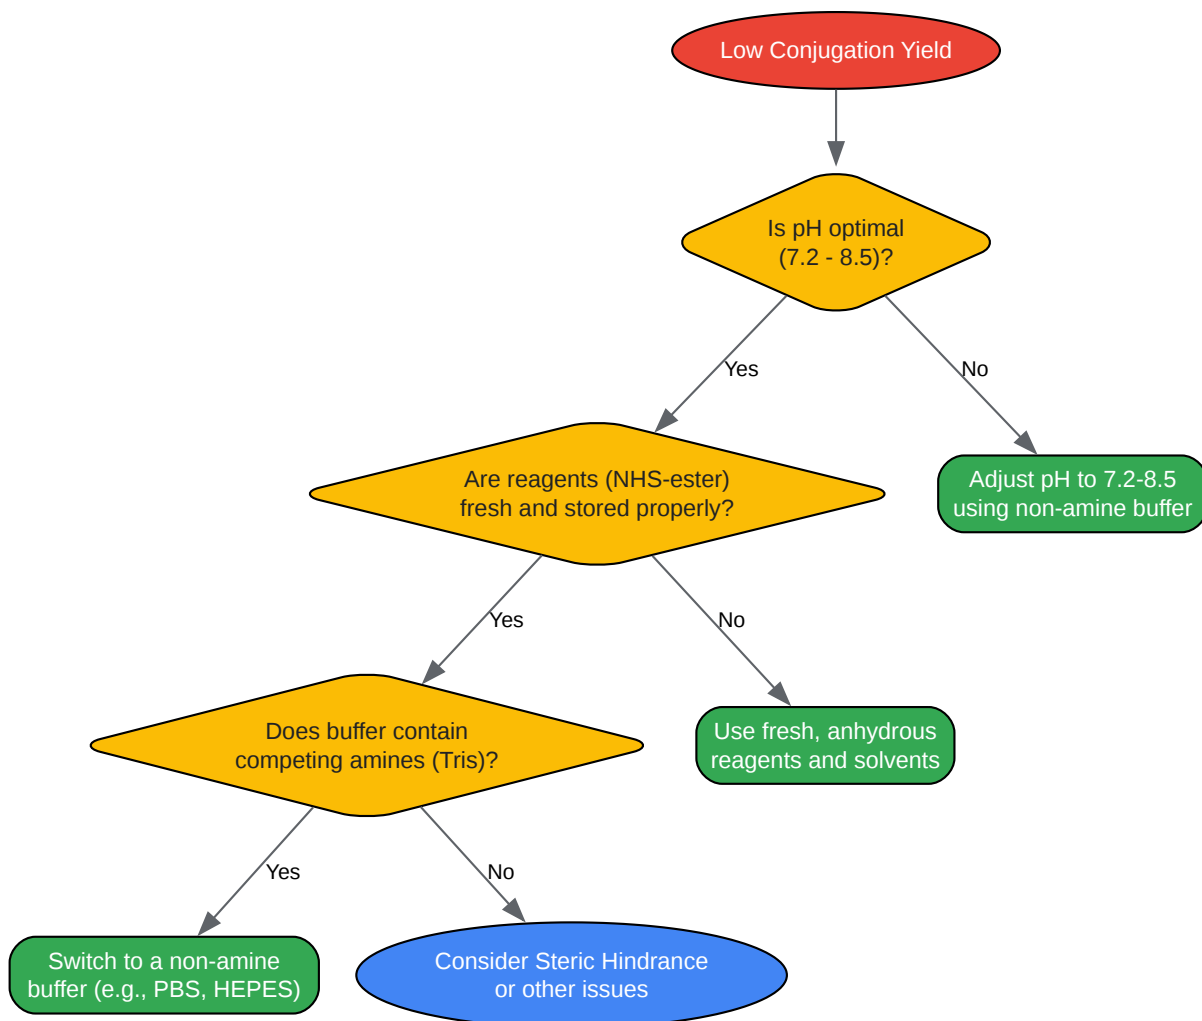 Low Conjugation Yield
Is pH optimal
(7.2 - 8.5)?
Yes
No
Are reagents (NHS-ester)
fresh and stored properly?
Adjust pH to 7.2-8.5
using non-amine buffer
Yes
No
Does buffer contain
competing amines (Tris)?
Use fresh, anhydrous
reagents and solvents
Yes
No
Switch to a non-amine
buffer (e.g., PBS, HEPES)
Consider Steric Hindrance
or other issues